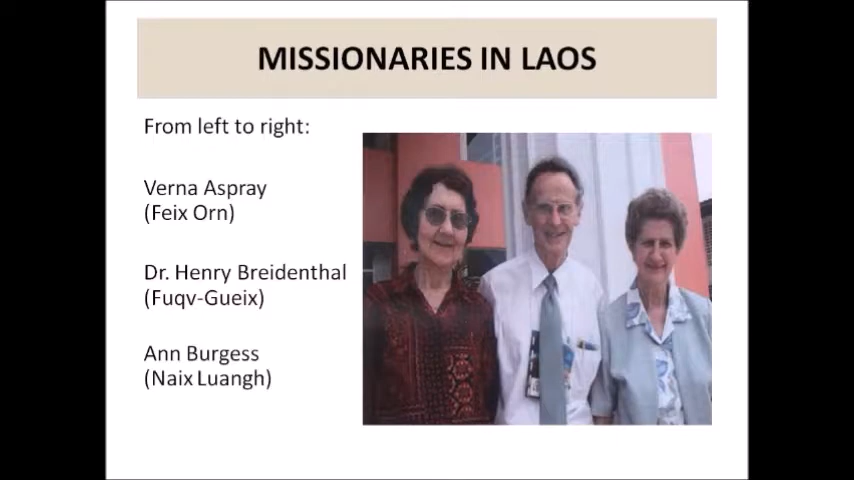 MISSIONARIES IN LAOS
From left to right:
Verna Aspray
(Feix Orn)
Dr. Henry Breidenthal
(Fuqv-Gueix)
Ann Burgess
(Naix Luangh)